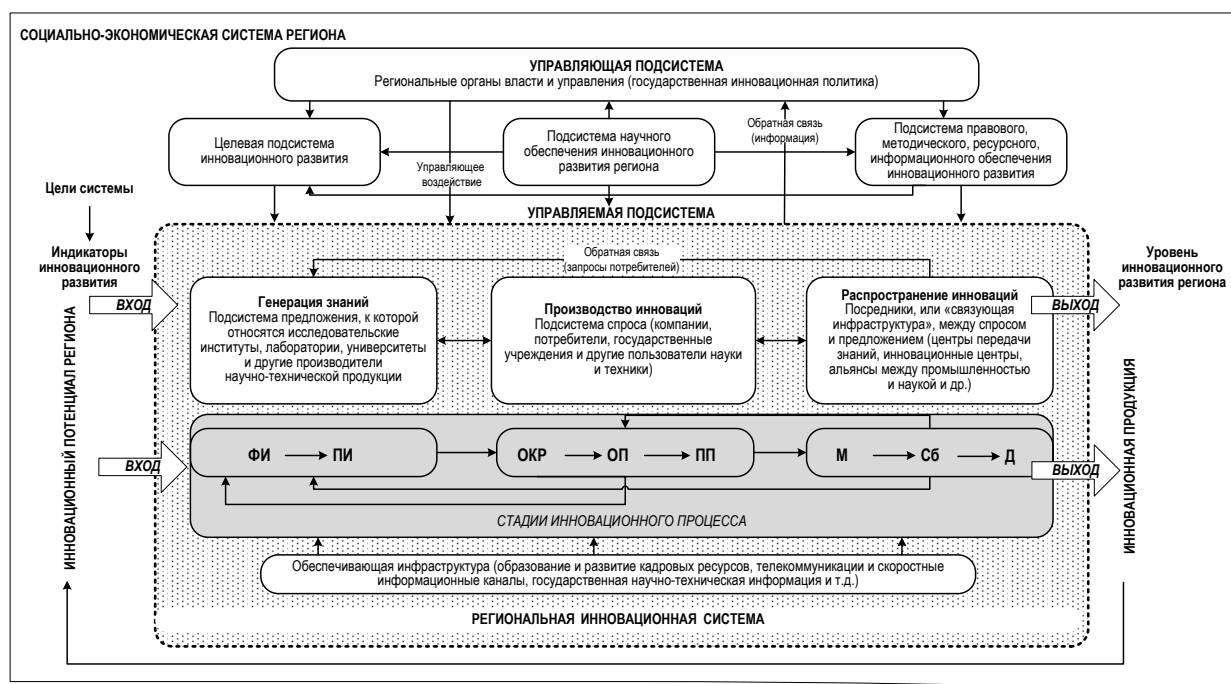 СОЦИАЛЬНО-ЭКОНОМИЧЕСКАЯ СИСТЕМА РЕГИОНА
УПРАВЛЯЮЩАЯ ПОДСИСТЕМА
Региональные органы власти и управления (государственная инновационная политика)
Целевая подсистема
инновационного развития
Управляющее
воздействие
Подсистема научного
обеспечения инновационного
развития региона
Обратная связь
(информация)
Подсистема правового,
методического, ресурсного,
информационного обеспечения
инновационного развития
Цели системы
Индикаторы
инновационного
развития
УПРАВЛЯЕМАЯ ПОДСИСТЕМА
Обратная связь
(запросы потребителей)
Уровень
инновационного
развития региона
ВХОД
Генерация знаний
Подсистема предложения, к которой
относятся исследовательские
институты, лаборатории, университеты
и другие производители
научно-технической продукции
Производство инноваций
Подсистема спроса (компании,
потребители, государственные
учреждения и другие пользователи науки
и техники)
Распространение инноваций
Посредники, или «связующая
инфраструктура», между спросом
и предложением (центры передачи
знаний, инновационные центры,
альянсы между промышленностью
и наукой и др.)
ВЫХОД
ИННОВАЦИОННЫЙ ПОТЕНЦИАЛ РЕГИОНА
ИННОВАЦИОННАЯ ПРОДУКЦИЯ
ВХОД
ФИ ПИ
ОКР ОП ПП
М Сб Д
ВЫХОД
СТАДИИ ИННОВАЦИОННОГО ПРОЦЕССА
Обеспечивающая инфраструктура (образование и развитие кадровых ресурсов, телекоммуникации и скоростные
информационные каналы, государственная научно-техническая информация и т.д.)
РЕГИОНАЛЬНАЯ ИННОВАЦИОННАЯ СИСТЕМА